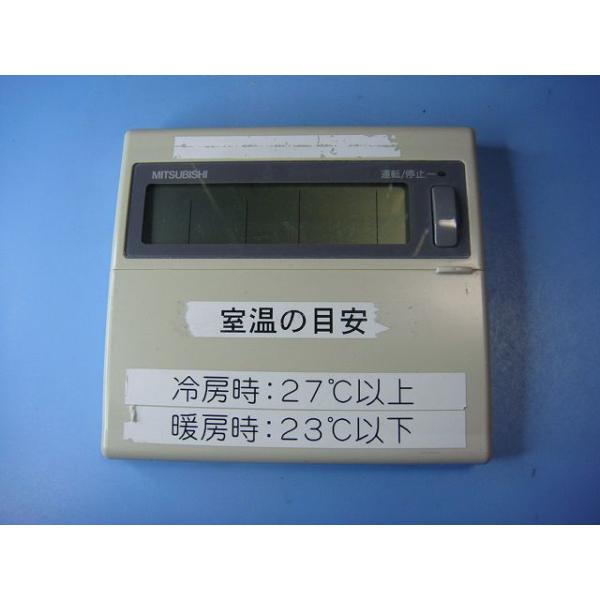 MITSUBISHI
運転/停止
室温の目安
冷房時:27℃以上
暖房時:23℃以下